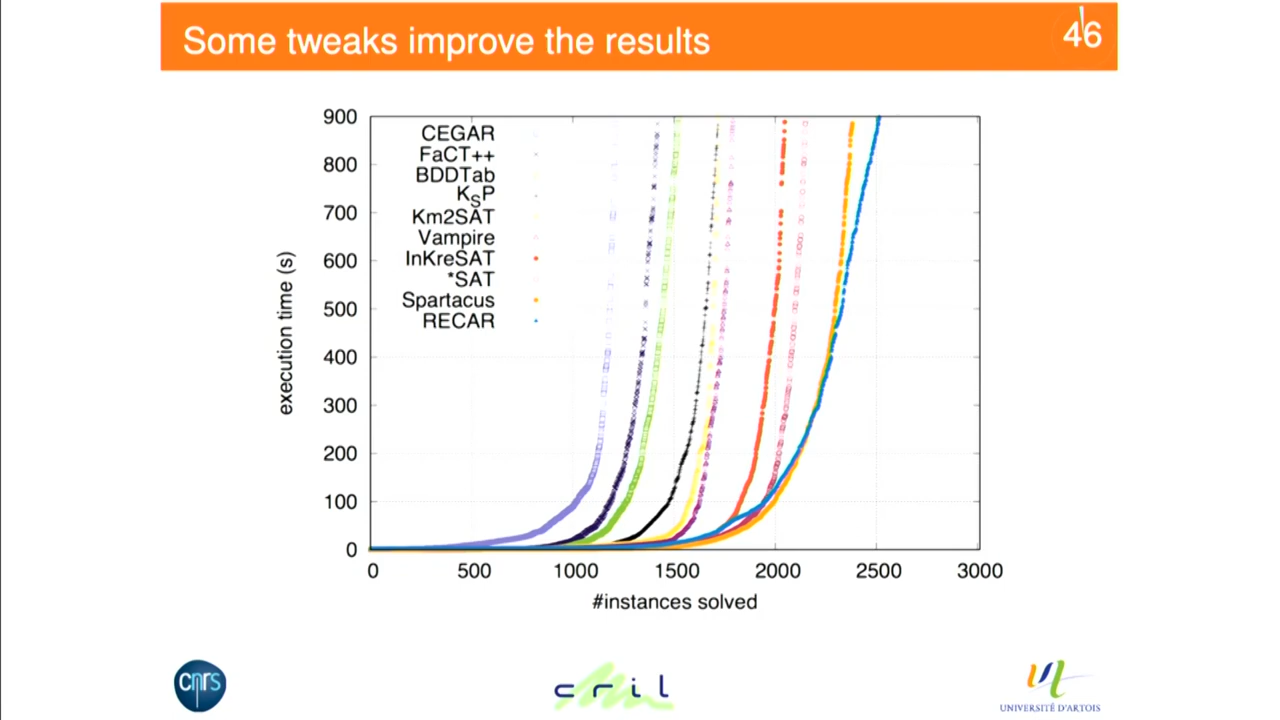 Some tweaks improve the results
46
900
800
700
600
500
400
300
200
100
0
execution time (s)
CEGAR
FaCT++
BDDTab
KSP
Km2SAT
Vampire
InKreSAT
*SAT
Spartacus
RECAR
0 500 1000 1500 2000 2500 3000
#instances solved
cnrs
cril
UNIVERSITÉ D'ARTOIS